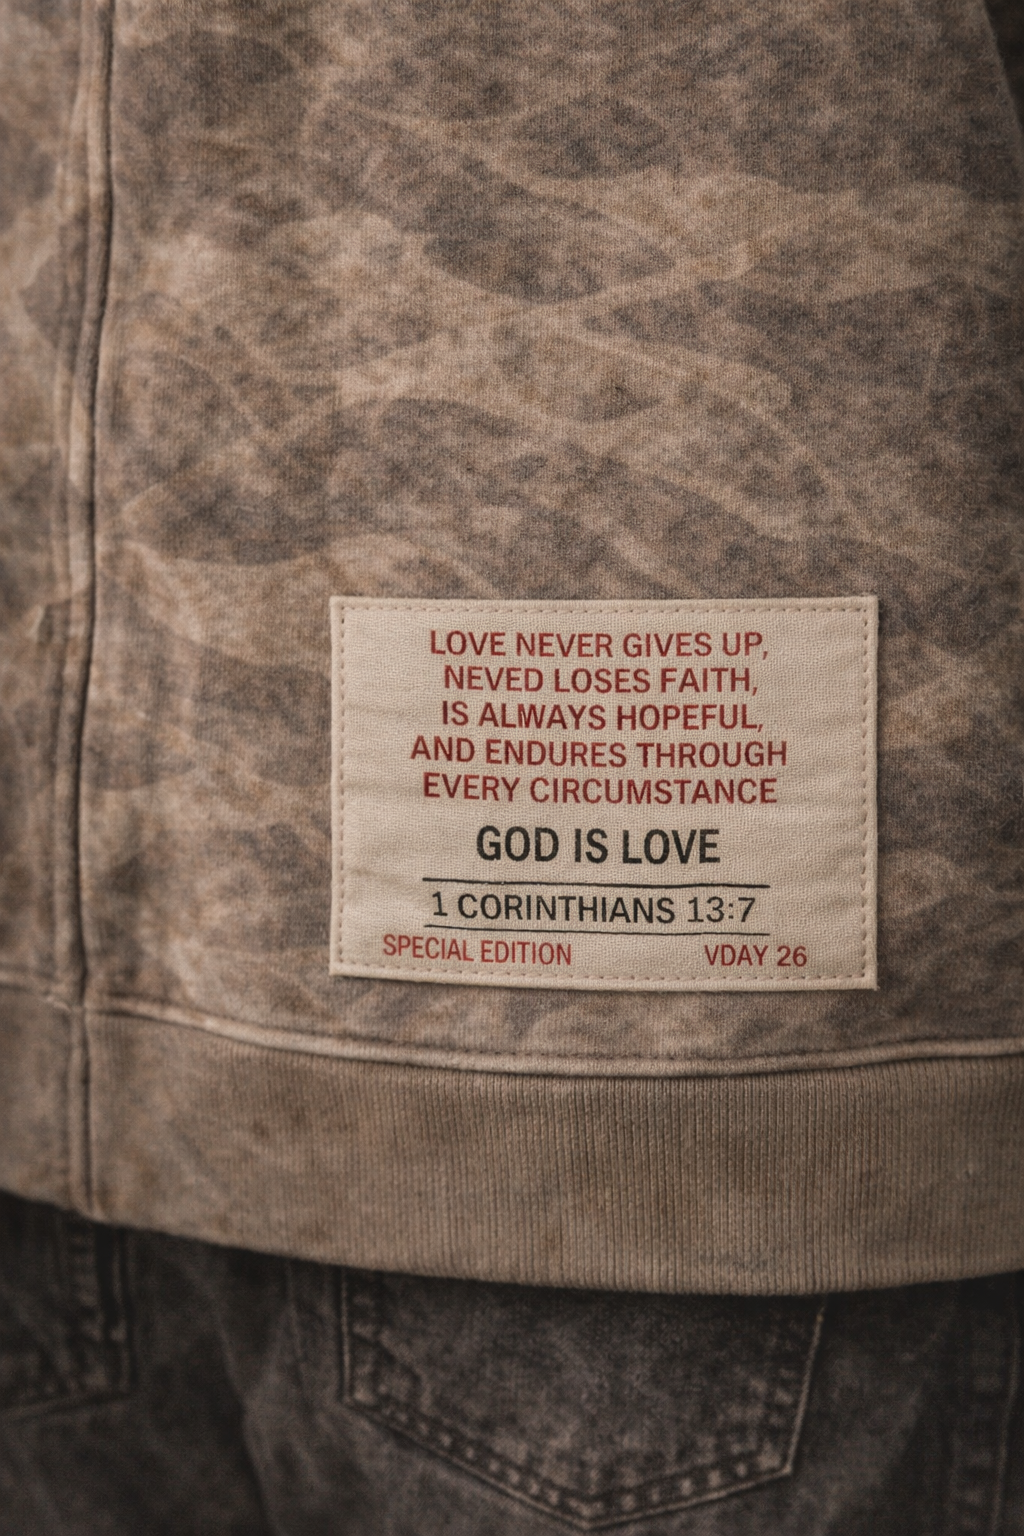 LOVE NEVER GIVES UP,
NEVED LOSES FAITH,
IS ALWAYS HOPEFUL,
AND ENDURES THROUGH
EVERY CIRCUMSTANCE
GOD IS LOVE
1 CORINTHIANS 13:7
SPECIAL EDITION VDAY 26